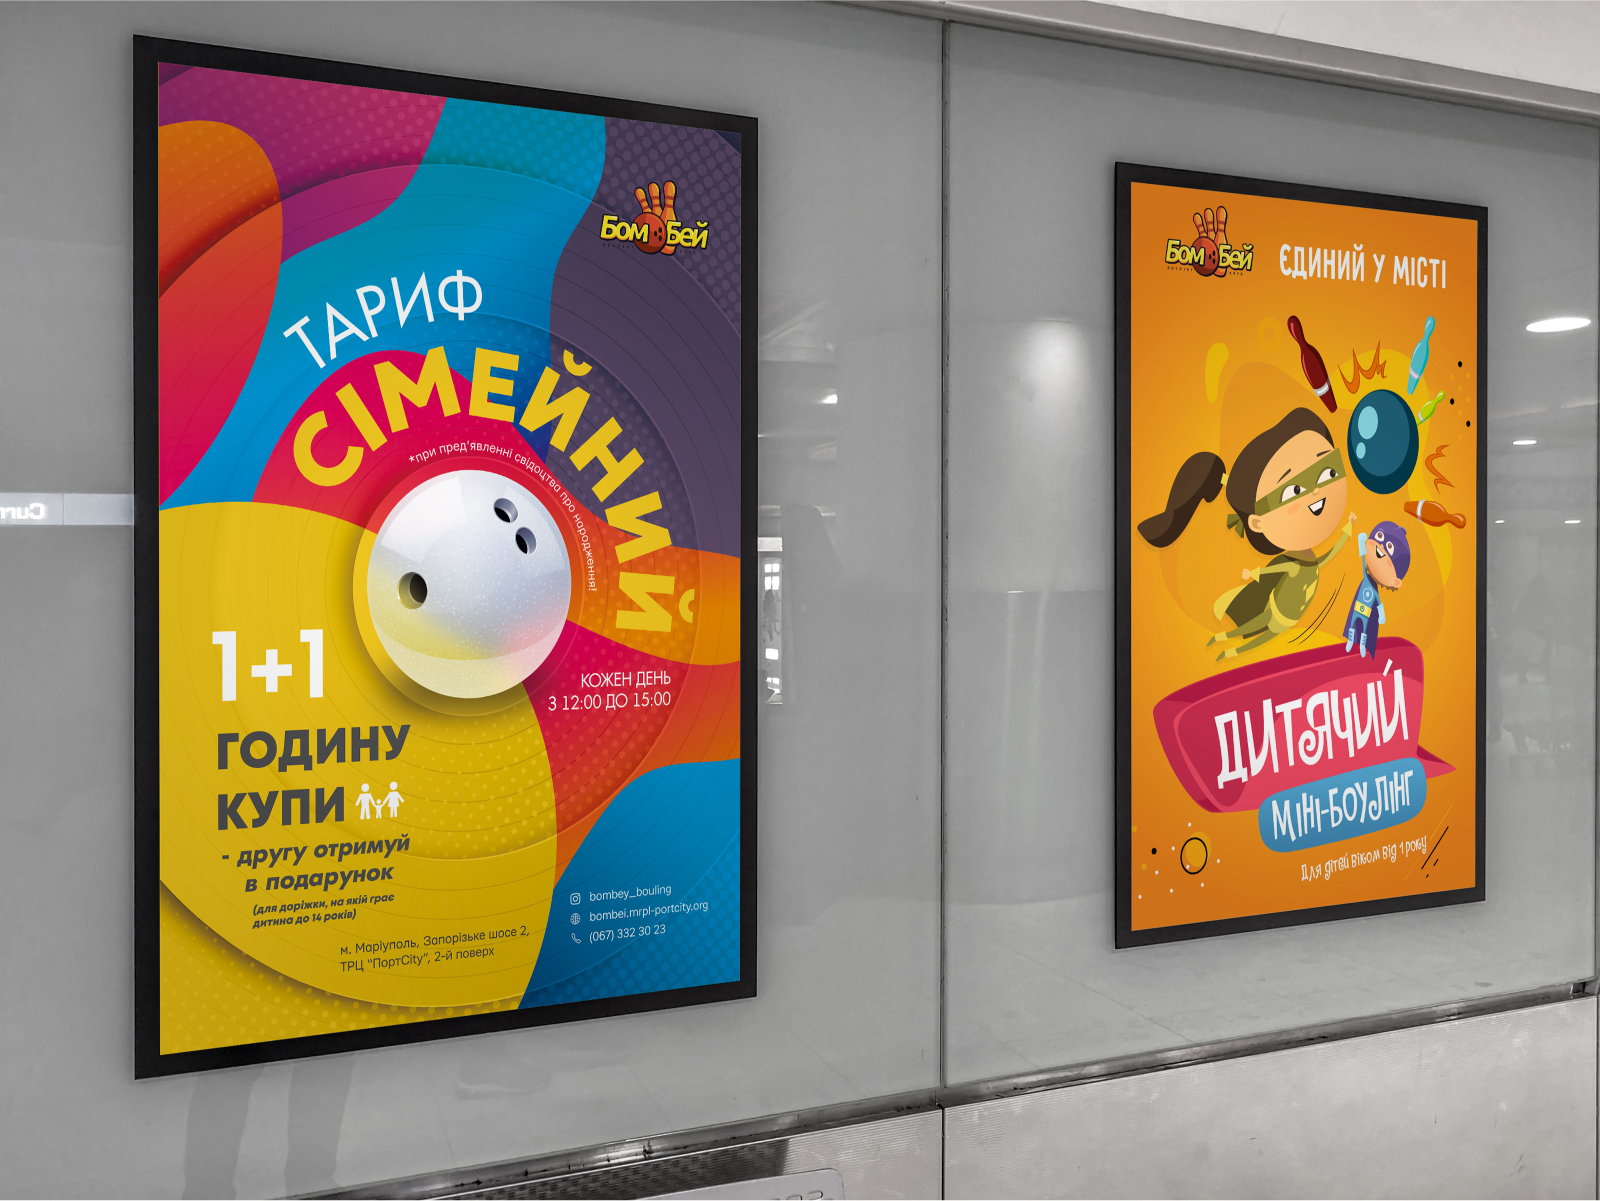 Бом Бей
ТАРИФ
СІМЕЙНИЙ
*при пред'явленні свідоцтва про народження!
1+1
ГОДИНУ
КУПИ
- другу отримуй
в подарунок
(для доріжки, на якій грає
дитина до 14 років)
КОЖЕН ДЕНЬ
З 12:00 ДО 15:00
м. Маріуполь, Запорізьке шосе 2,
ТРЦ "ПортCity", 2-й поверх
bombey_bouling
bombei.mrpl-portcity.org
(067) 332 30 23
Бом Бей
ЄДИНИЙ У МІСТІ
ДИТЯЧИЙ
МІНІ-БОУЛІНГ
Для дітей віком від 1 року